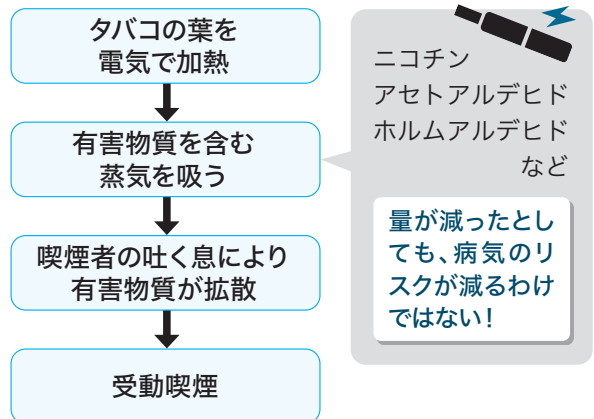 タバコの葉を
電気で加熱
有害物質を含む
蒸気を吸う
喫煙者の吐く息により
有害物質が拡散
受動喫煙
ニコチン
アセトアルデヒド
ホルムアルデヒド
など
量が減ったとし
ても、病気のリ
スクが減るわけ
ではない!